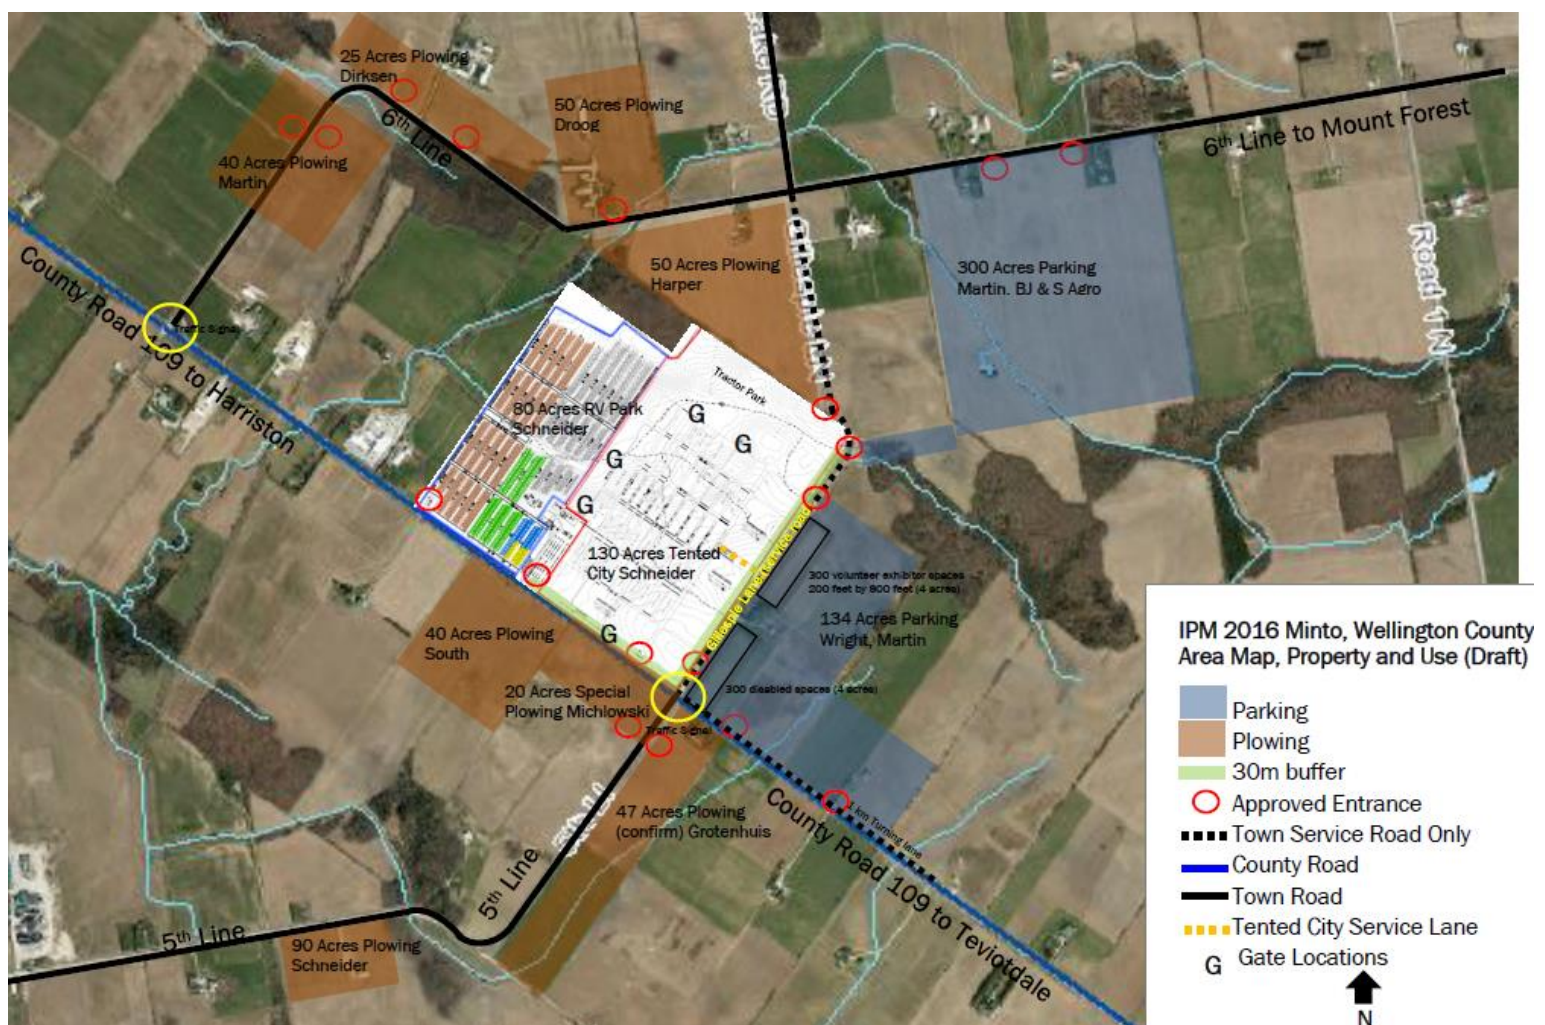 25 Acres Plowing
Dirksen
50 Acres Plowing
Droog
6th Line
40 Acres Plowing
Martin
6th Line to Mount Forest
County Road 109 to Harriston
Traffic Signal
50 Acres Plowing
Harper
300 Acres Parking
Martin. BJ & S Agro
Road 1 N
Tractor Park
80 Acres RV Park
Schneider
G
G
G
G
130 Acres Tented
City Schneider
Gillespie Lane
300 volunteer exhibitor spaces
200 feet by 900 feet (4 acres)
134 Acres Parking
Wright, Martin
40 Acres Plowing
South
G
20 Acres Special
Plowing Michlowski
300 disabled spaces (4 acres)
Traffic Signal
47 Acres Plowing
(confirm) Grotenhuis
1 km Turning lane
County Road 109 to Teviotdale
5th Line
5th Line
90 Acres Plowing
Schneider
IPM 2016 Minto, Wellington County
Area Map, Property and Use (Draft)
Parking
Plowing
30m buffer
Approved Entrance
Town Service Road Only
County Road
Town Road
Tented City Service Lane
G Gate Locations
N